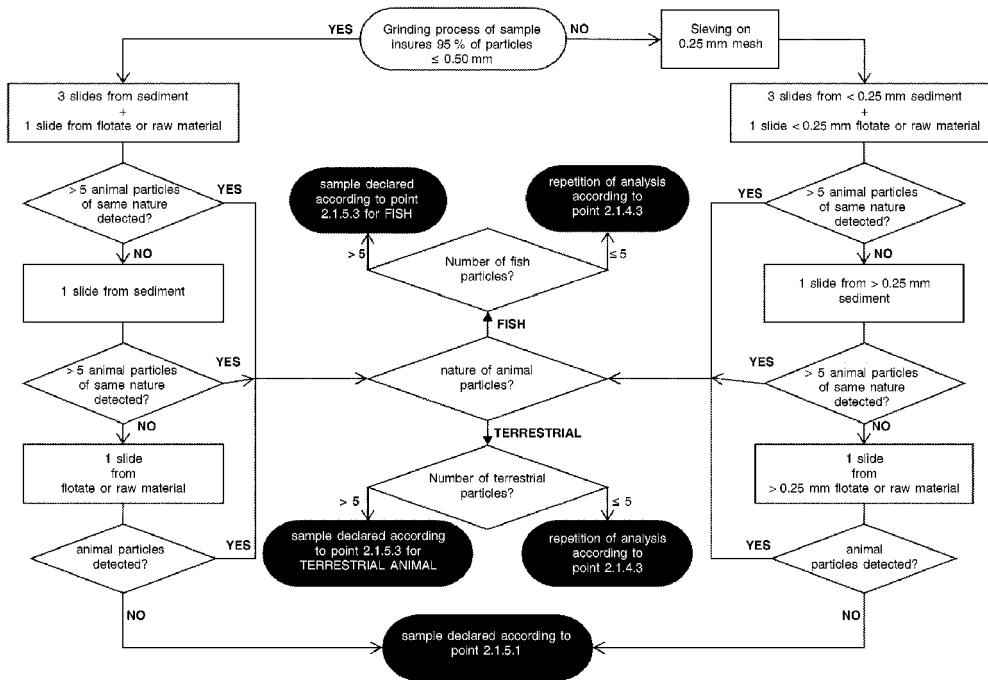 Grinding process of sample
insures 95 % of particles
≤ 0.50 mm
YES
NO
Sieving on
0.25 mm mesh
3 slides from sediment
+
1 slide from flotate or raw material
3 slides from < 0.25 mm sediment
+
1 slide < 0.25 mm flotate or raw material
> 5 animal particles
of same nature
detected?
YES
NO
sample declared
according to point
2.1.5.3 for FISH
repetition of analysis
according to
point 2.1.4.3
YES
> 5 animal particles
of same nature
detected?
NO
> 5
Number of fish
particles?
≤ 5
1 slide from sediment
1 slide from > 0.25 mm
sediment
FISH
> 5 animal particles
of same nature
detected?
YES
NO
nature of animal
particles?
YES
> 5 animal particles
of same nature
detected?
NO
TERRESTRIAL
1 slide
from
flotate or raw material
Number of terrestrial
particles?
> 5
≤ 5
1 slide
from
> 0.25 mm flotate or raw material
animal particles
detected?
YES
NO
sample declared according
to point 2.1.5.3 for
TERRESTRIAL ANIMAL
repetition of analysis
according to
point 2.1.4.3
YES
animal
particles detected?
NO
sample declared according to
point 2.1.5.1